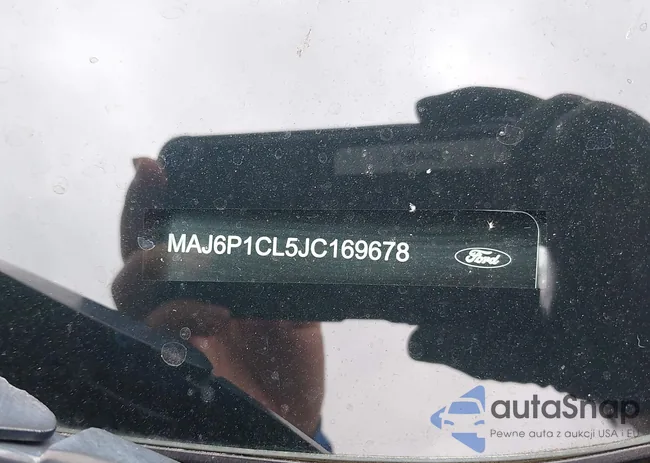 MAJ6P1CL5JC169678
Ford
autaSnap
Pewne auta z aukcji USA i EU